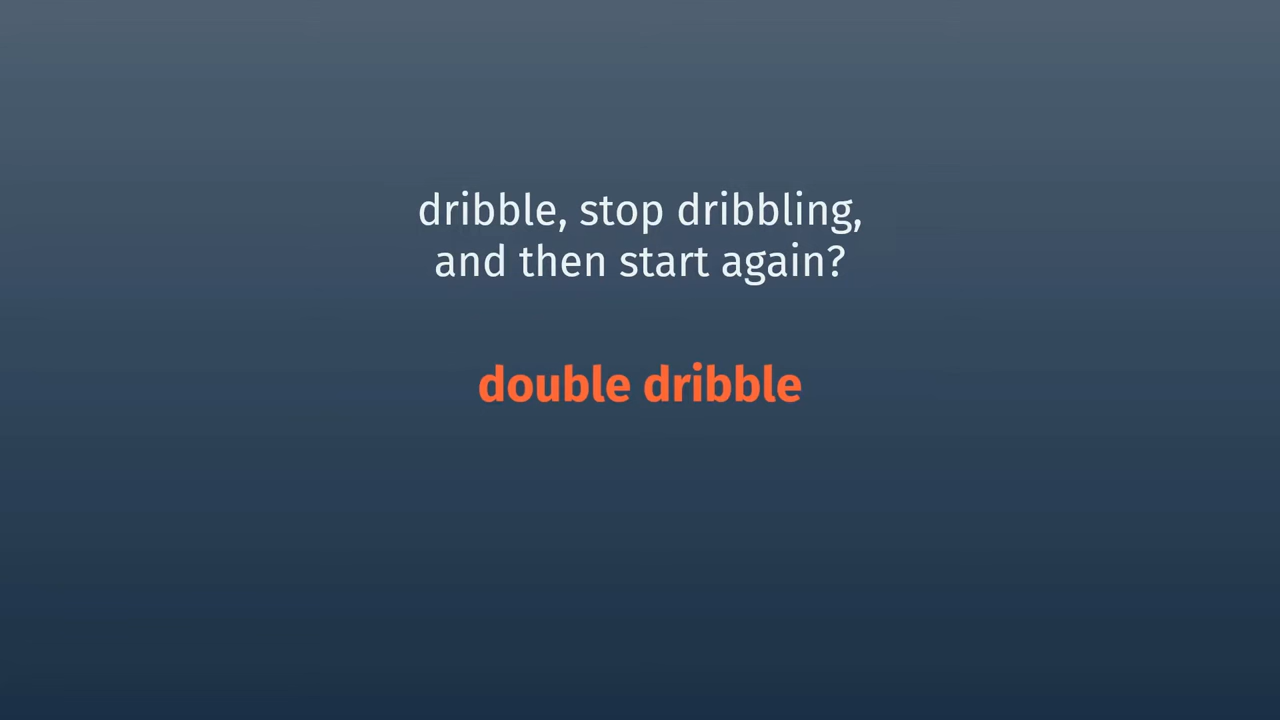 dribble, stop dribbling,
and then start again?
double dribble